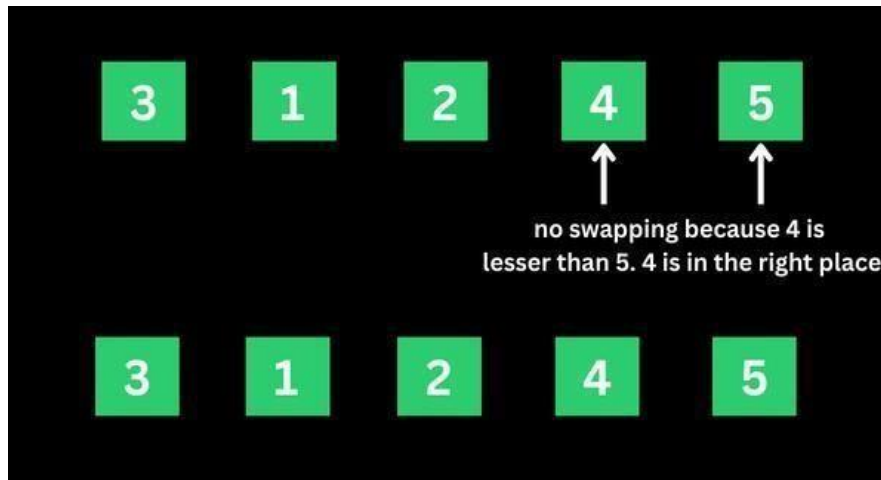 3 1 2 4 5
no swapping because 4 is
lesser than 5. 4 is in the right place
3 1 2 4 5